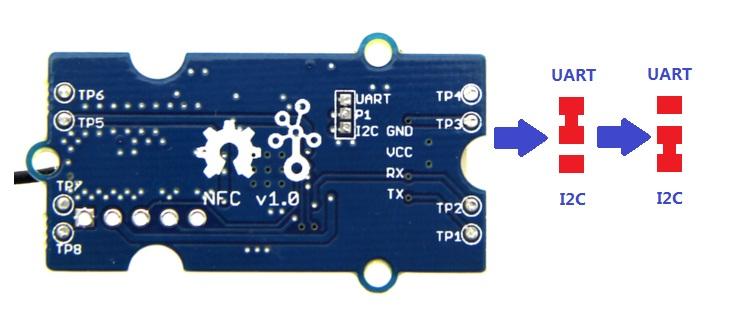 TP6
TP5
TP7
TP8
NFC v1.0
UART
P1
I2C GND
VCC
RX
TX
TP4
TP3
TP2
TP1
UART
I2C
UART
I2C